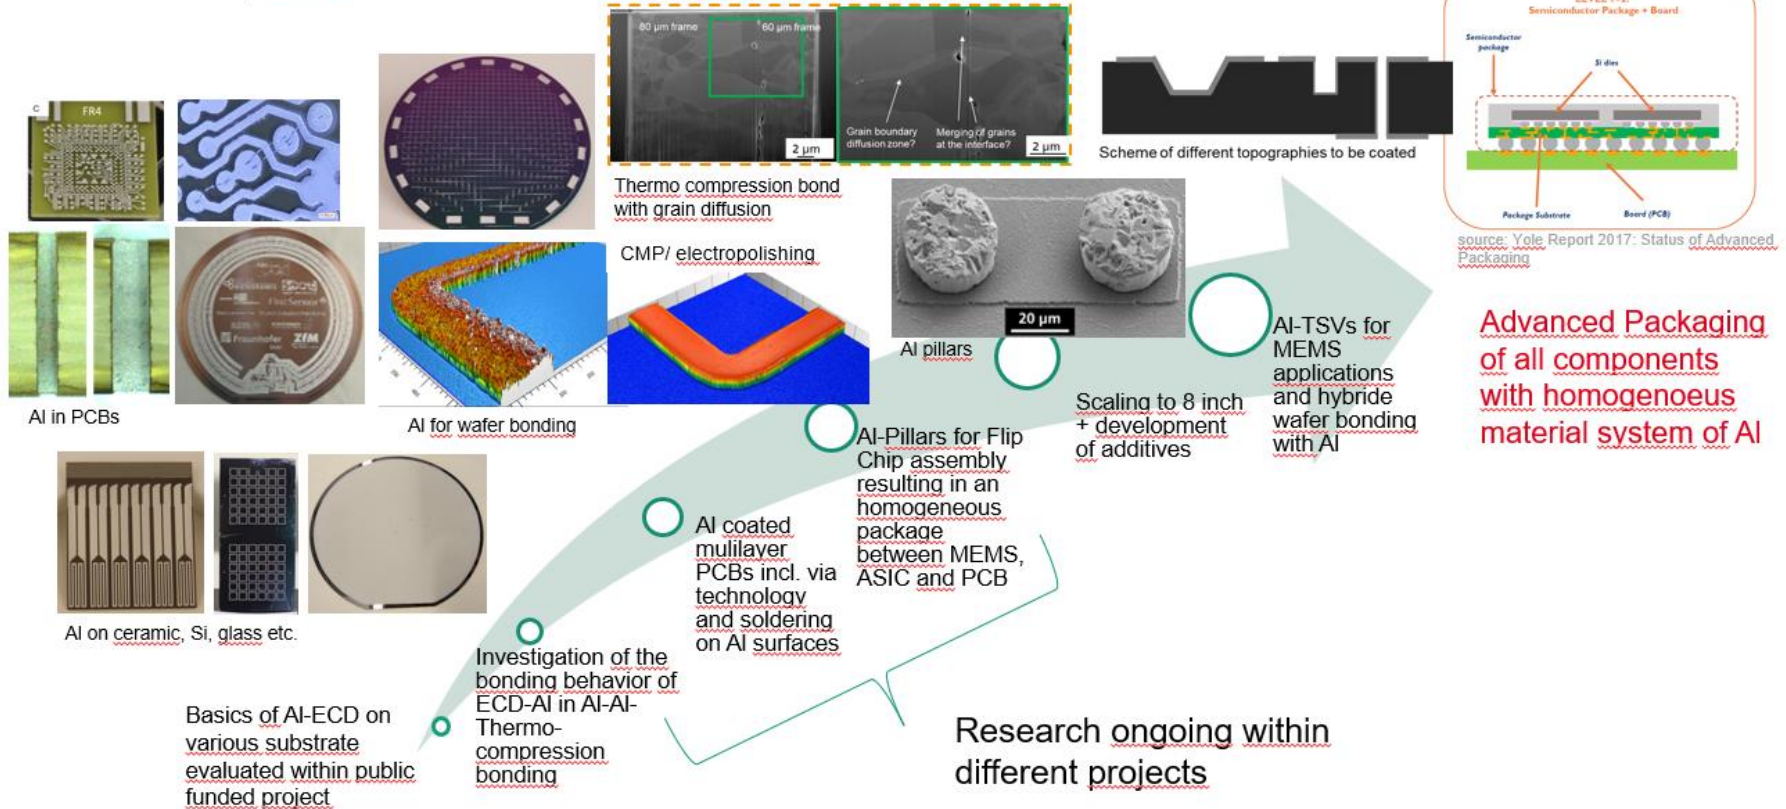 Semiconductor Package + Board
Semiconductor
package
Si dies
Package Substrate
Board (PCB)
source: Yole Report 2017: Status of Advanced
Packaging
80 µm frame
60 µm frame
Grain boundary
diffusion zone?
Merging of grains
at the interface?
2 µm
2 µm
Thermo compression bond
with grain diffusion
Scheme of different topographies to be coated
C
FR4
Fraunhofer
ZfM
Al in PCBs
Al for wafer bonding
CMP/ electropolishing
20 µm
Al pillars
Al on ceramic, Si, glass etc.
Basics of Al-ECD on
various substrate
evaluated within public
funded project
Investigation of the
bonding behavior of
ECD-Al in Al-Al-
Thermo-
compression
bonding
Al coated
mulilayer
PCBs incl. via
technology
and soldering
on Al surfaces
Al-Pillars for Flip
Chip assembly
resulting in an
homogeneous
package
between MEMS,
ASIC and PCB
Scaling to 8 inch
+ development
of additives
Al-TSVs for
MEMS
applications
and hybride
wafer bonding
with Al
Advanced Packaging
of all components
with homogenoeus
material system of Al
Research ongoing within
different projects